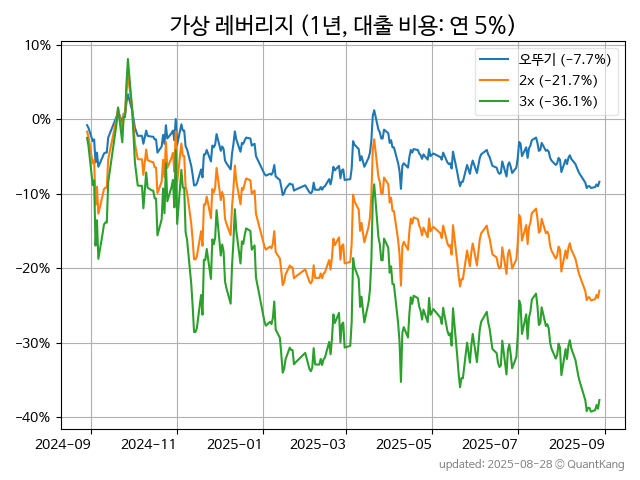 가상 레버리지 (1년, 대출 비용: 연 5%)
오뚜기 (−7.7%)
2x (−21.7%)
3x (−36.1%)
10%
0%
−10%
−20%
−30%
−40%
2024-09
2024-11
2025-01
2025-03
2025-05
2025-07
2025-09
updated: 2025-08-28 © QuantKang